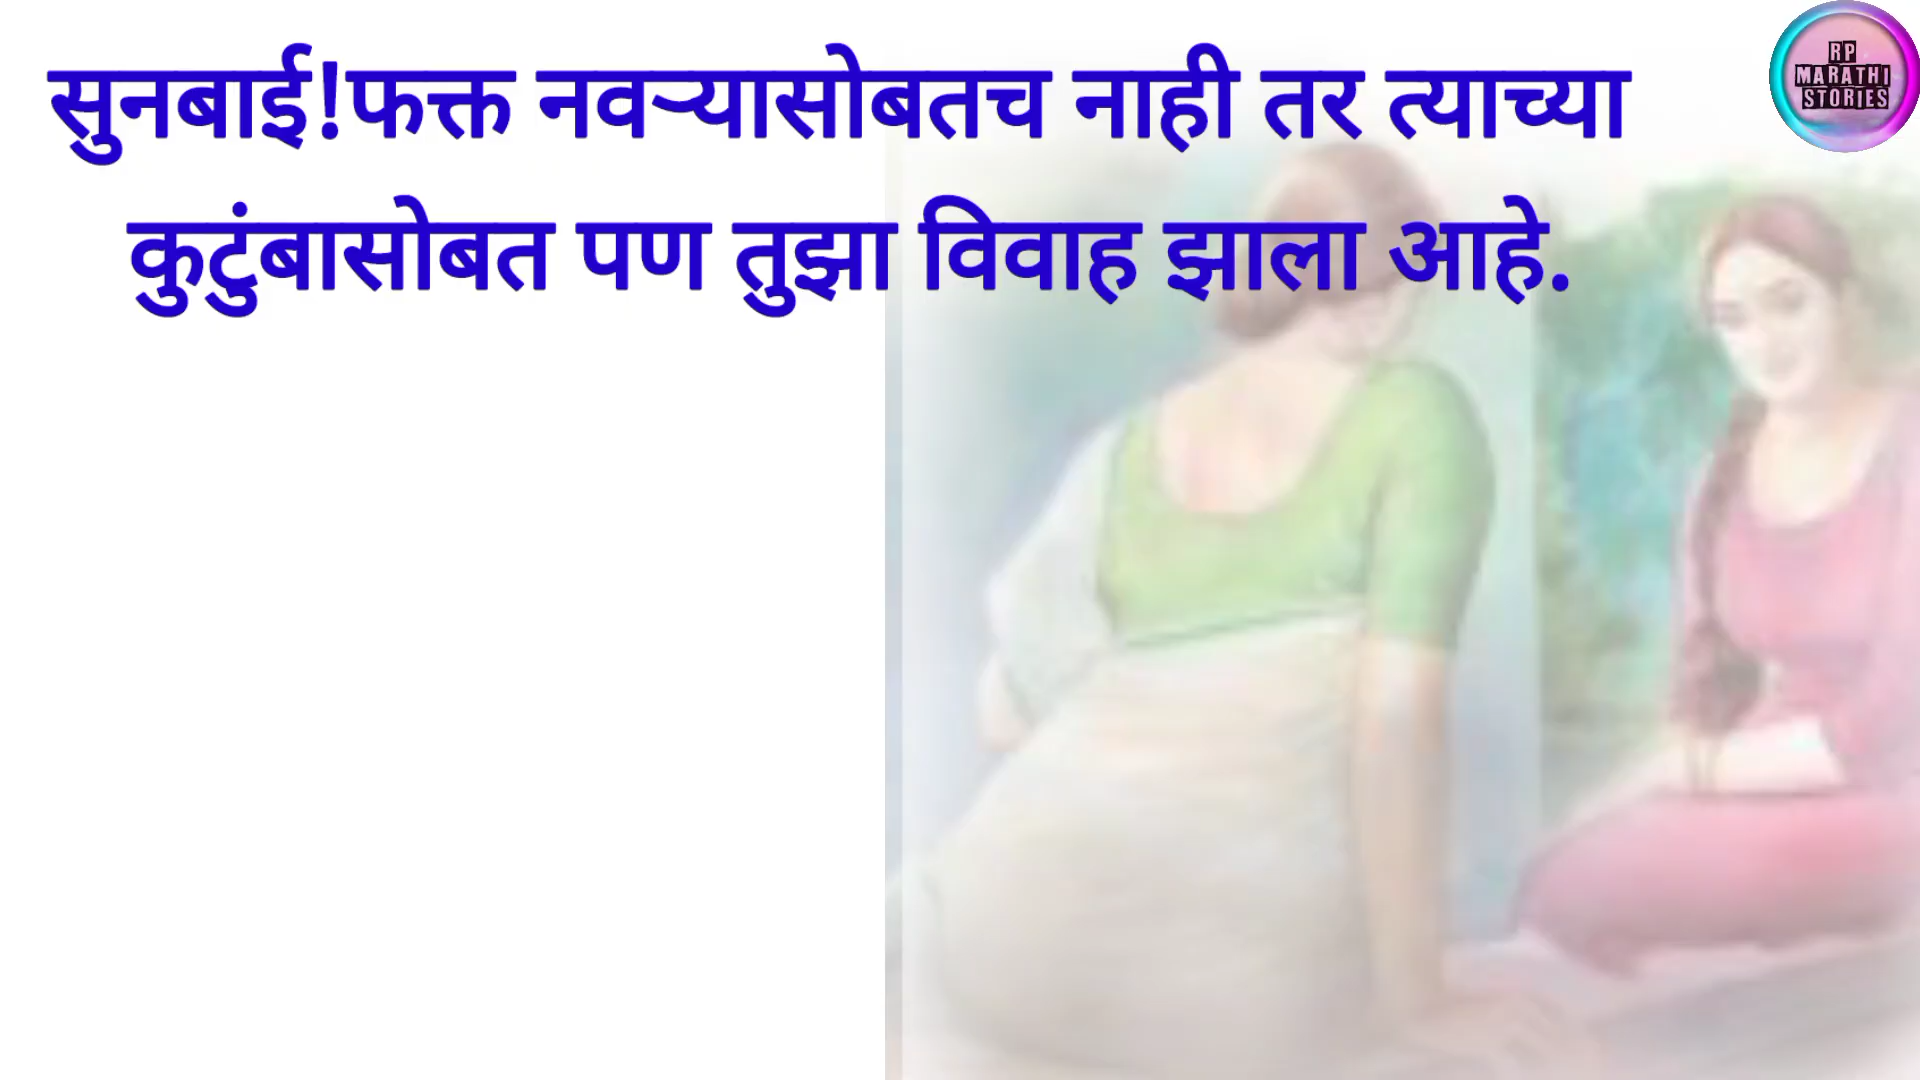 सुनबाई!फक्त नवऱ्यासोबतच नाही तर त्याच्या
कुटुंबासोबत पण तुझा विवाह झाला आहे.
RP
MARATHI
STORIES